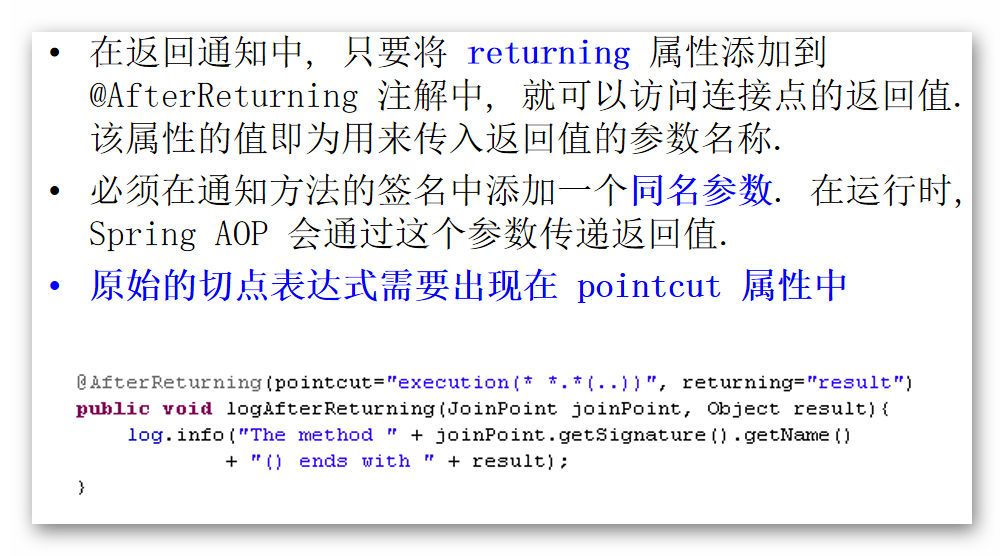 • 在返回通知中, 只要将 returning 属性添加到
@AfterReturning 注解中, 就可以访问连接点的返回值.
该属性的值即为用来传入返回值的参数名称.
• 必须在通知方法的签名中添加一个同名参数. 在运行时,
Spring AOP 会通过这个参数传递返回值.
• 原始的切点表达式需要出现在 pointcut 属性中
@AfterReturning(pointcut="execution(* *.*(..))", returning="result")
public void logAfterReturning(JoinPoint joinPoint, Object result){
log.info("The method " + joinPoint.getSignature().getName()
+ "() ends with " + result);
}